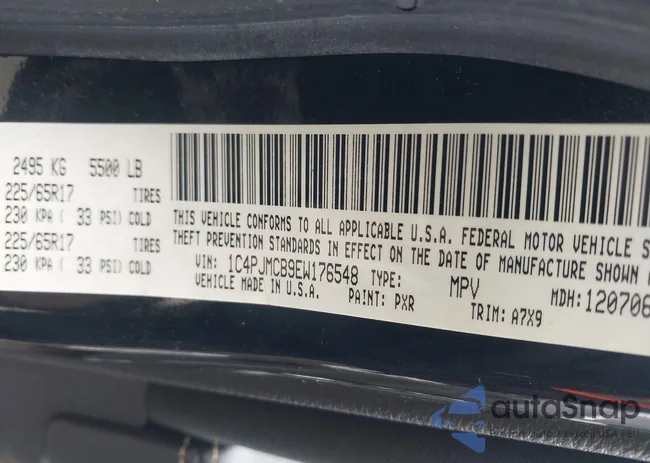 2495 KG 5500 LB
225/65R17 TIRES
230 KPA ( 33 PSI) COLD
225/65R17 TIRES
230 KPA ( 33 PSI) COLD
THIS VEHICLE CONFORMS TO ALL APPLICABLE U.S.A. FEDERAL MOTOR VEHICLE S
THEFT PREVENTION STANDARDS IN EFFECT ON THE DATE OF MANUFACTURE SHOWN
VIN: 1C4PJMCB9EW176548 TYPE: MPV MDH: 120706
VEHICLE MADE IN U.S.A. PAINT: PXR TRIM: A7X9
autoSnap